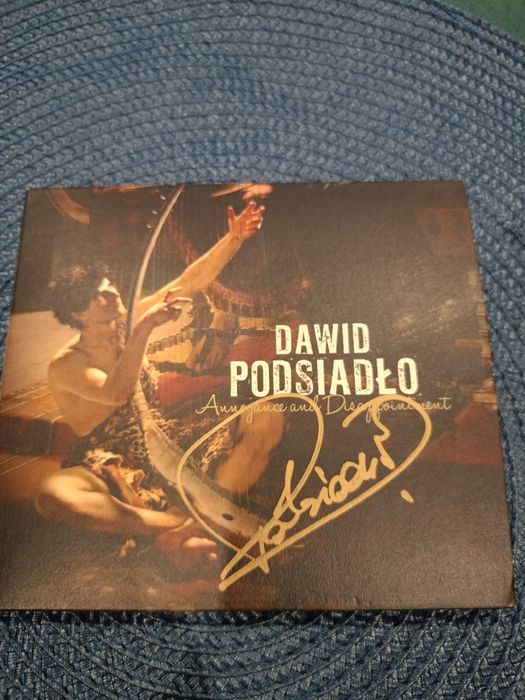 DAWID
PODSIADŁO
Annoyance and Disappointment